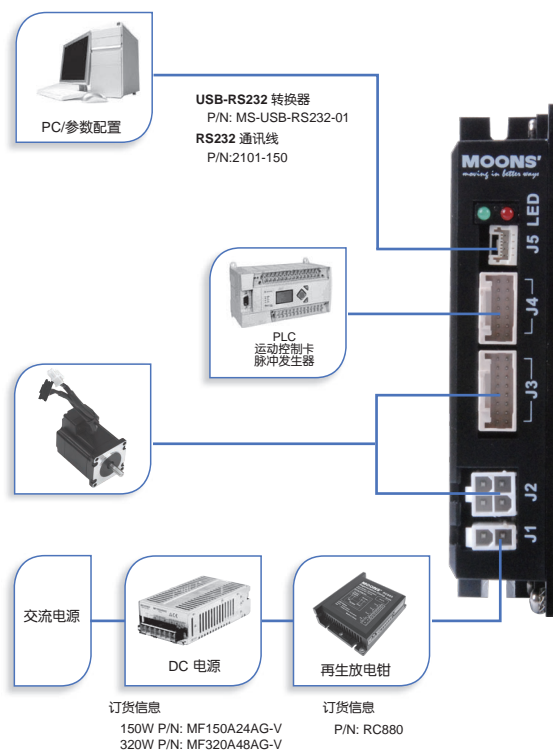 PC/参数配置
USB-RS232 转换器
P/N: MS-USB-RS232-01
RS232 通讯线
P/N:2101-150
MOONS'
moving in better ways
LED
J5
J4
PLC
运动控制卡
脉冲发生器
J3
J2
J1
交流电源
DC 电源
MOONS'
再生放电钳
订货信息
150W P/N: MF150A24AG-V
320W P/N: MF320A48AG-V
订货信息
P/N: RC880